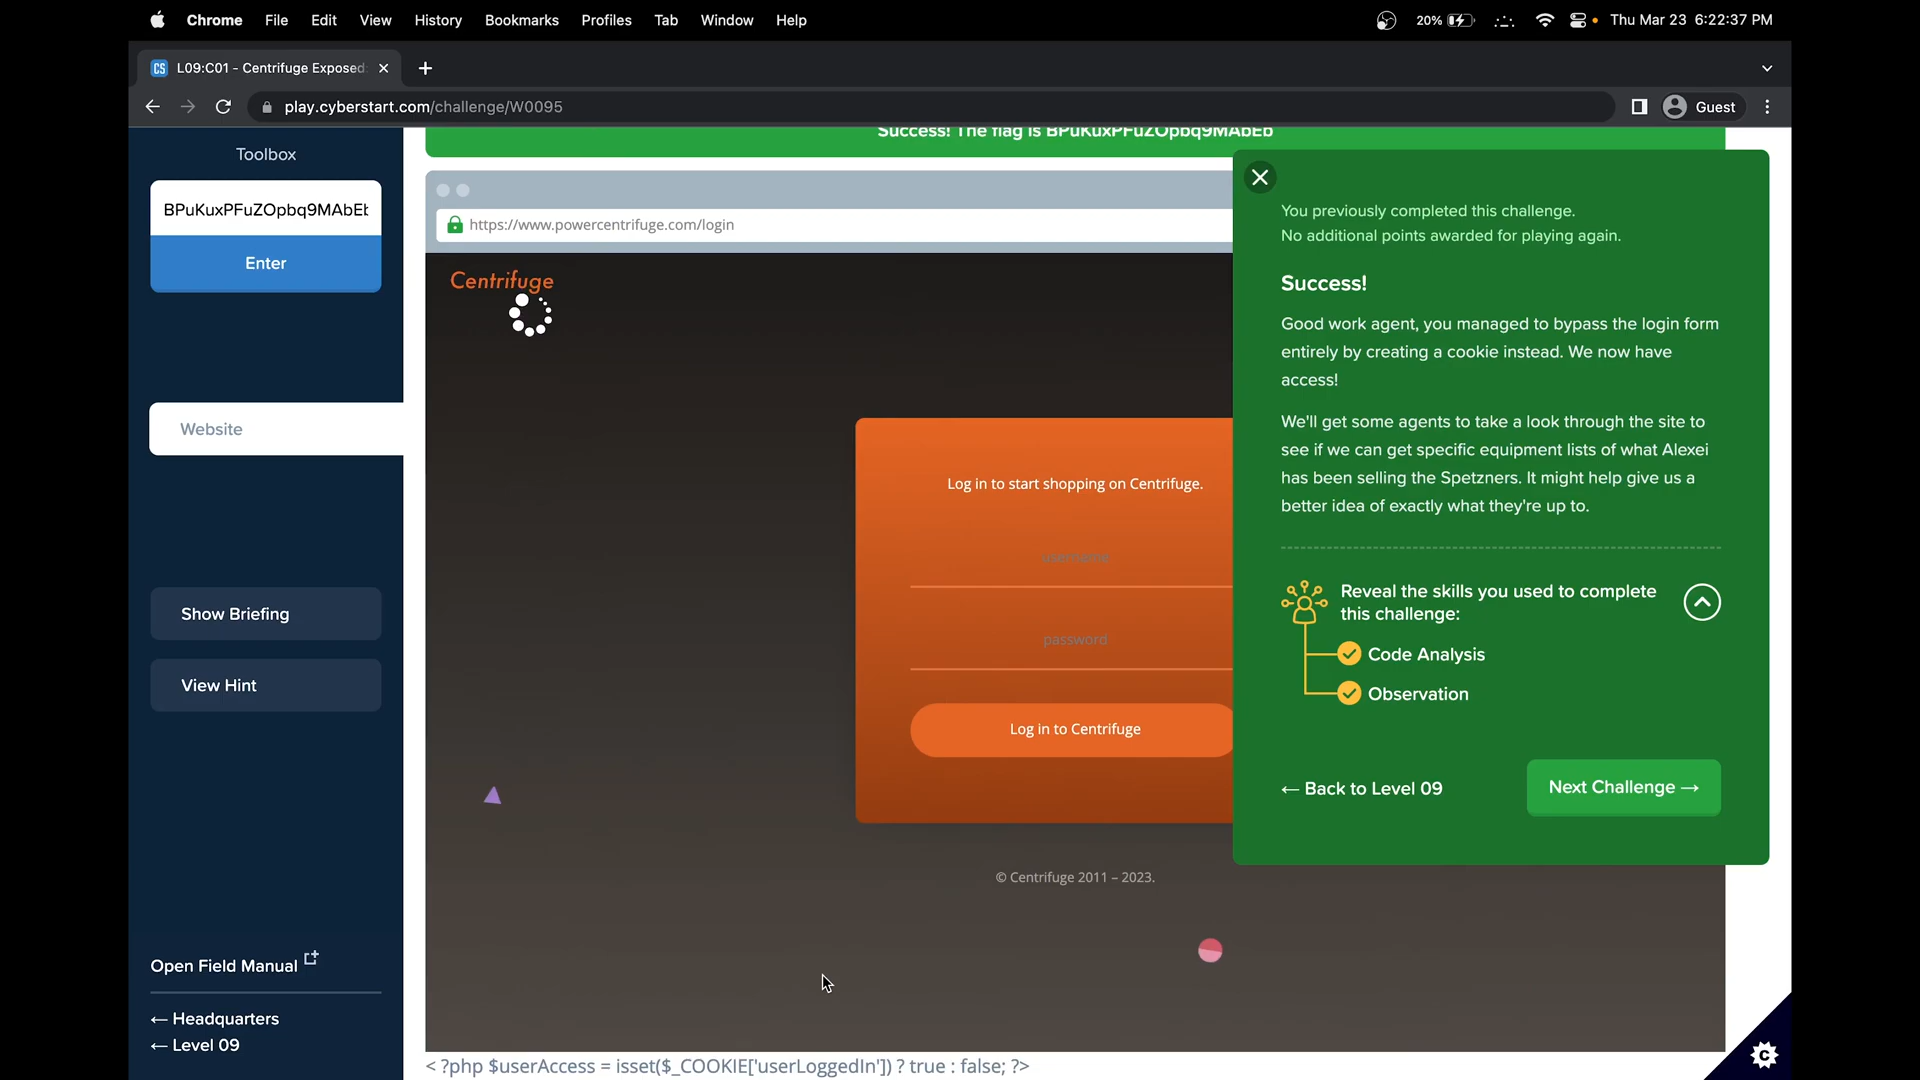 Chrome File Edit View History Bookmarks Profiles Tab Window Help 20% Thu Mar 23 6:22:37 PM
CS L09:C01 - Centrifuge Exposed:
play.cyberstart.com/challenge/W0095 Guest
Toolbox
BPuKuxPFuZOpbq9MAbEb
Enter
Website
Show Briefing
View Hint
Open Field Manual
← Headquarters
← Level 09
Success! The flag is BPuKuxPFuZOpbq9MAbEb
https://www.powercentrifuge.com/login
Centrifuge
Log in to start shopping on Centrifuge.
username
password
Log in to Centrifuge
© Centrifuge 2011 – 2023.
< ?php $userAccess = isset($_COOKIE['userLoggedIn']) ? true : false; ?>
You previously completed this challenge.
No additional points awarded for playing again.
Success!
Good work agent, you managed to bypass the login form
entirely by creating a cookie instead. We now have
access!
We'll get some agents to take a look through the site to
see if we can get specific equipment lists of what Alexei
has been selling the Spetzners. It might help give us a
better idea of exactly what they're up to.
Reveal the skills you used to complete
this challenge:
Code Analysis
Observation
← Back to Level 09
Next Challenge →